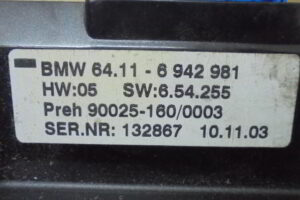 BMW 64.11 - 6 942 981
HW:05 SW:6.54.255
Preh 90025-160/0003
SER.NR: 132867 10.11.03